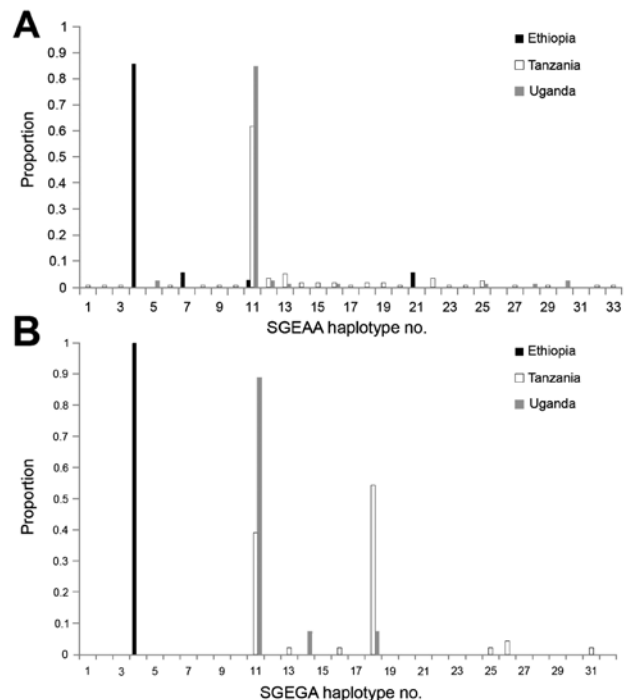 A
1
0.9
0.8
0.7
0.6
0.5
0.4
0.3
0.2
0.1
0
Proportion
Ethiopia
Tanzania
Uganda
1 3 5 7 9 11 13 15 17 19 21 23 25 27 29 31 33
SGEAA haplotype no.
B
1
0.9
0.8
0.7
0.6
0.5
0.4
0.3
0.2
0.1
0
Proportion
Ethiopia
Tanzania
Uganda
1 3 5 7 9 11 13 15 17 19 21 23 25 27 29 31
SGEGA haplotype no.